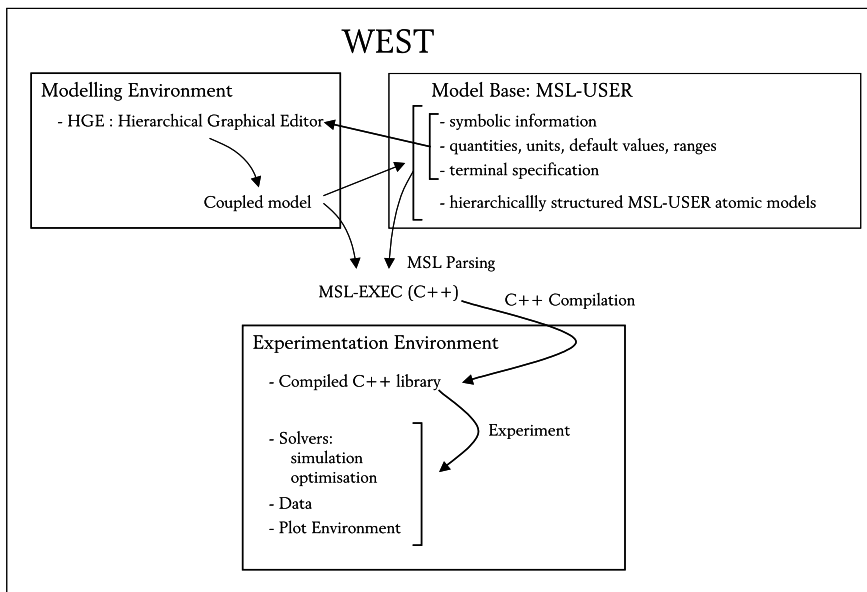 WEST
Modelling Environment
- HGE : Hierarchical Graphical Editor
Coupled model
Model Base: MSL-USER
- symbolic information
- quantities, units, default values, ranges
- terminal specification
- hierarchicallly structured MSL-USER atomic models
MSL Parsing
MSL-EXEC (C++)
C++ Compilation
Experimentation Environment
- Compiled C++ library
Experiment
- Solvers:
simulation
optimisation
- Data
- Plot Environment